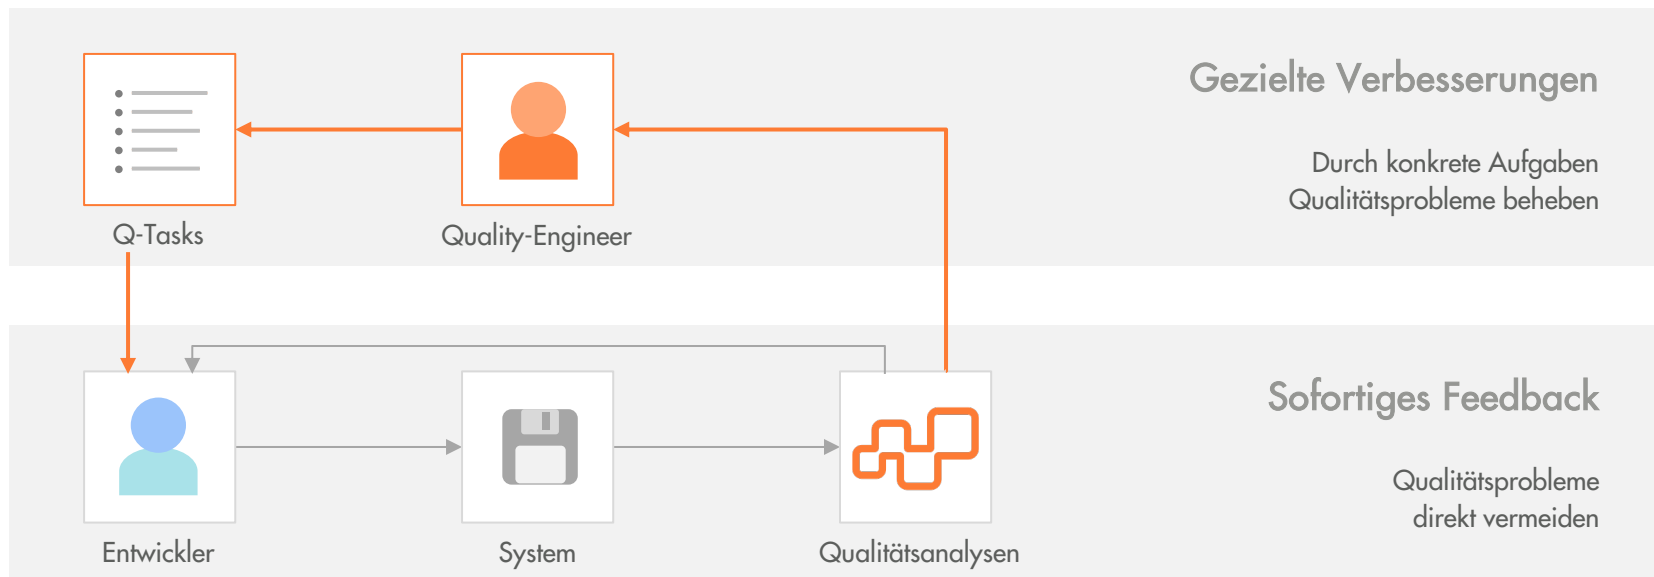 Gezielte Verbesserungen
Durch konkrete Aufgaben
Qualitätsprobleme beheben
Q-Tasks
Quality-Engineer
Sofortiges Feedback
Qualitätsprobleme
direkt vermeiden
Entwickler
System
Qualitätsanalysen